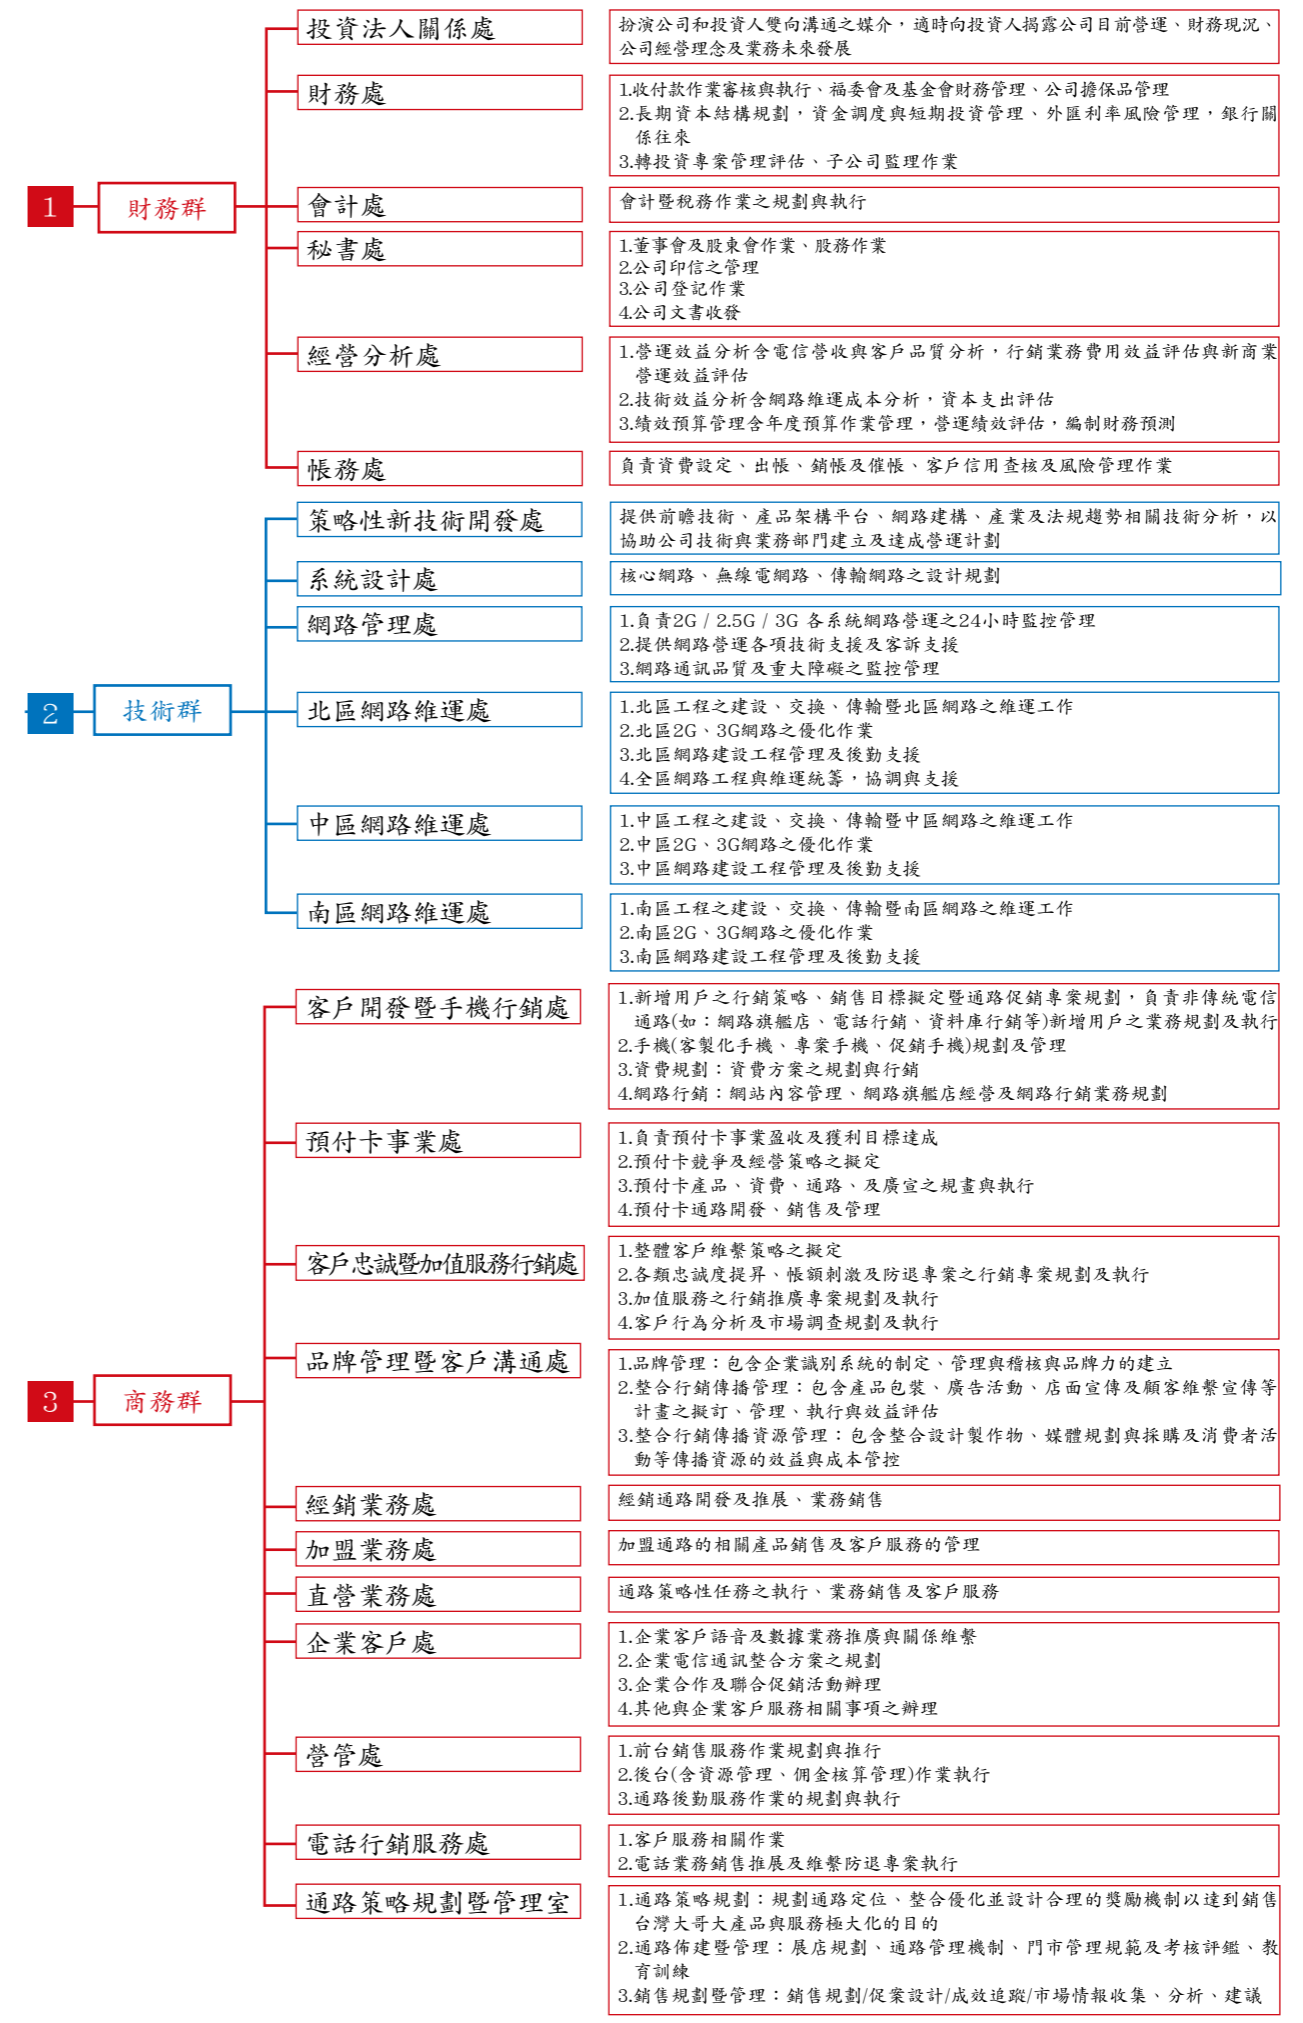 投資法人關係處
扮演公司和投資人雙向溝通之媒介，適時向投資人揭露公司目前營運、財務現況、
公司經營理念及業務未來發展
財務處
1.收付款作業審核與執行、福委會及基金會財務管理、公司擔保品管理
2.長期資本結構規劃，資金調度與短期投資管理、外匯利率風險管理，銀行關
係往來
3.轉投資專案管理評估、子公司監理作業
1 財務群
會計處
會計暨稅務作業之規劃與執行
秘書處
1.董事會及股東會作業、股務作業
2.公司印信之管理
3.公司登記作業
4.公司文書收發
經營分析處
1.營運效益分析含電信營收與客戶品質分析，行銷業務費用效益評估與新商業
營運效益評估
2.技術效益分析含網路維運成本分析，資本支出評估
3.績效預算管理含年度預算作業管理，營運績效評估，編制財務預測
帳務處
負責資費設定、出帳、銷帳及催帳、客戶信用查核及風險管理作業
策略性新技術開發處
提供前瞻技術、產品架構平台、網路建構、產業及法規趨勢相關技術分析，以
協助公司技術與業務部門建立及達成營運計劃
系統設計處
核心網路、無線電網路、傳輸網路之設計規劃
網路管理處
1.負責2G / 2.5G / 3G 各系統網路營運之24小時監控管理
2.提供網路營運各項技術支援及客訴支援
3.網路通訊品質及重大障礙之監控管理
2 技術群
北區網路維運處
1.北區工程之建設、交換、傳輸暨北區網路之維運工作
2.北區2G、3G網路之優化作業
3.北區網路建設工程管理及後勤支援
4.全區網路工程與維運統籌，協調與支援
中區網路維運處
1.中區工程之建設、交換、傳輸暨中區網路之維運工作
2.中區2G、3G網路之優化作業
3.中區網路建設工程管理及後勤支援
南區網路維運處
1.南區工程之建設、交換、傳輸暨南區網路之維運工作
2.南區2G、3G網路之優化作業
3.南區網路建設工程管理及後勤支援
客戶開發暨手機行銷處
1.新增用戶之行銷策略、銷售目標擬定暨通路促銷專案規劃，負責非傳統電信
通路(如：網路旗艦店、電話行銷、資料庫行銷等)新增用戶之業務規劃及執行
2.手機(客製化手機、專案手機、促銷手機)規劃及管理
3.資費規劃：資費方案之規劃與行銷
4.網路行銷：網站內容管理、網路旗艦店經營及網路行銷業務規劃
預付卡事業處
1.負責預付卡事業盈收及獲利目標達成
2.預付卡競爭及經營策略之擬定
3.預付卡產品、資費、通路、及廣宣之規畫與執行
4.預付卡通路開發、銷售及管理
客戶忠誠暨加值服務行銷處
1.整體客戶維繫策略之擬定
2.各類忠誠度提昇、帳額刺激及防退專案之行銷專案規劃及執行
3.加值服務之行銷推廣專案規劃及執行
4.客戶行為分析及市場調查規劃及執行
品牌管理暨客戶溝通處
1.品牌管理：包含企業識別系統的制定、管理與稽核與品牌力的建立
2.整合行銷傳播管理：包含產品包裝、廣告活動、店面宣傳及顧客維繫宣傳等
計畫之擬訂、管理、執行與效益評估
3.整合行銷傳播資源管理：包含整合設計製作物、媒體規劃與採購及消費者活
動等傳播資源的效益與成本管控
3 商務群
經銷業務處
經銷通路開發及推展、業務銷售
加盟業務處
加盟通路的相關產品銷售及客戶服務的管理
直營業務處
通路策略性任務之執行、業務銷售及客戶服務
企業客戶處
1.企業客戶語音及數據業務推廣與關係維繫
2.企業電信通訊整合方案之規劃
3.企業合作及聯合促銷活動辦理
4.其他與企業客戶服務相關事項之辦理
營管處
1.前台銷售服務作業規劃與推行
2.後台(含資源管理、佣金核算管理)作業執行
3.通路後勤服務作業的規劃與執行
電話行銷服務處
1.客戶服務相關作業
2.電話業務銷售推展及維繫防退專案執行
通路策略規劃暨管理室
1.通路策略規劃：規劃通路定位、整合優化並設計合理的獎勵機制以達到銷售
台灣大哥大產品與服務極大化的目的
2.通路佈建暨管理：展店規劃、通路管理機制、門市管理規範及考核評鑑、教
育訓練
3.銷售規劃暨管理：銷售規劃/促案設計/成效追蹤/市場情報收集、分析、建議